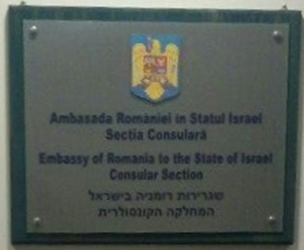 Ambasada României în Statul Israel
Secţia Consulară
Embassy of Romania to the State of Israel
Consular Section
שגרירות רומניה בישראל
המחלקה הקונסולרית